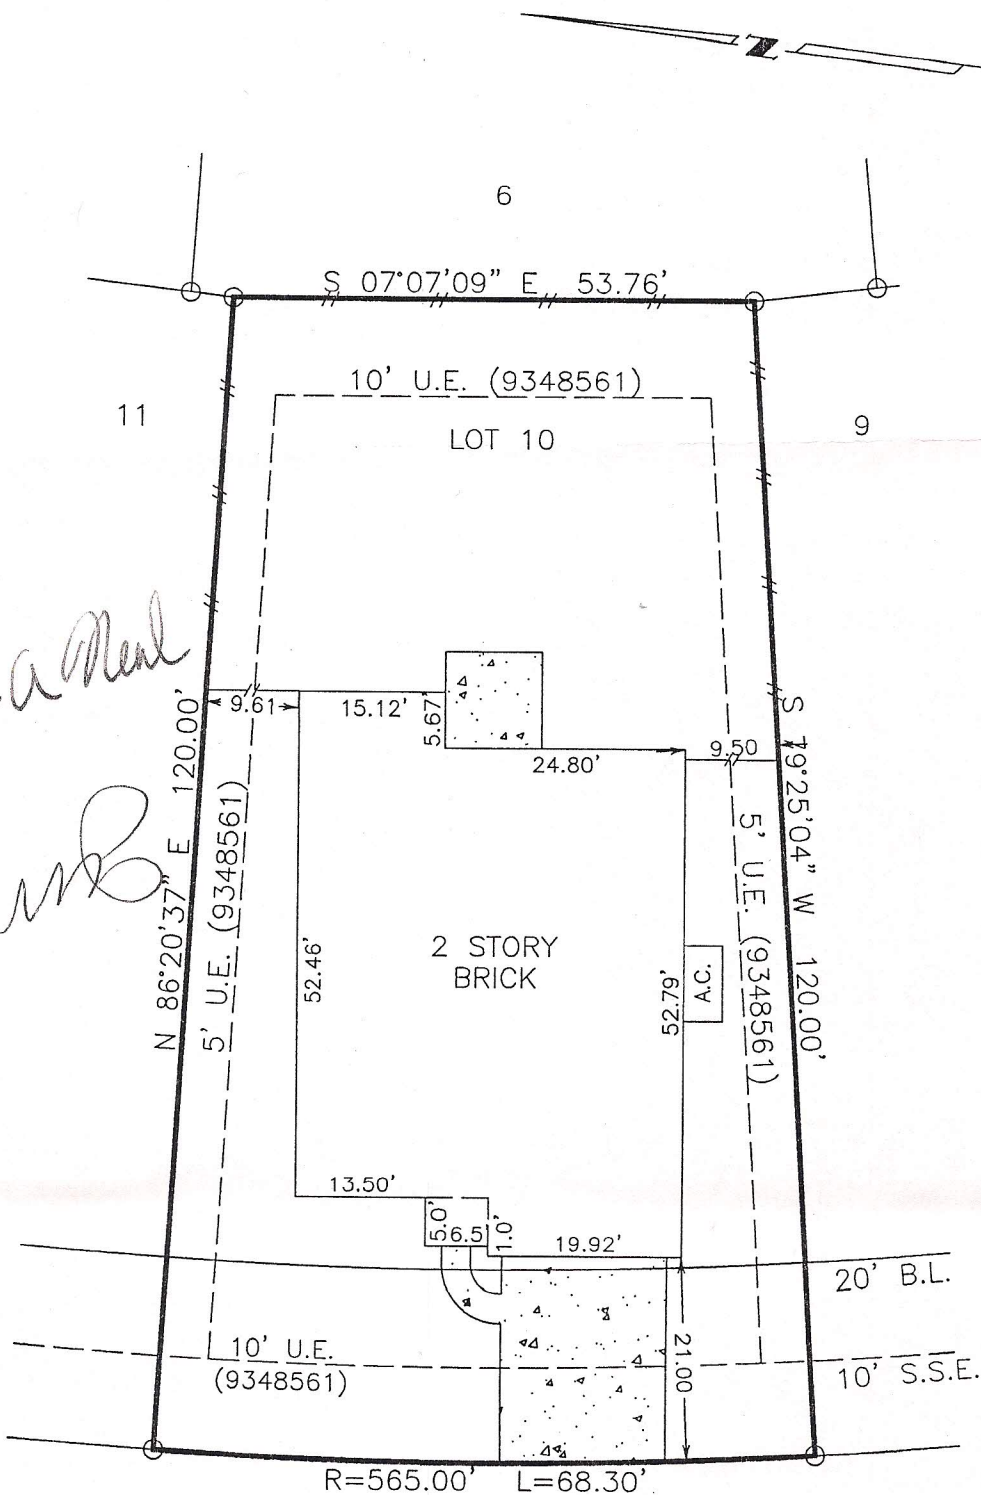 N
6
S 07°07'09" E 53.76'
10' U.E. (9348561)
11
LOT 10
9
a Neal
9.61
15.12'
5.67'
24.80'
9.50
N 86°20'37" E 120.00'
S 79°25'04" W 120.00'
5' U.E. (9348561)
5' U.E. (9348561)
52.46'
2 STORY
BRICK
52.79'
A.C.
13.50'
5.0'
6.5
1.0'
19.92'
20' B.L.
21.00
10' U.E.
(9348561)
10' S.S.E.
R=565.00' L=68.30'